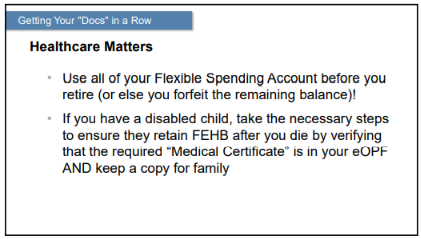 Getting Your "Docs" in a Row
Healthcare Matters
• Use all of your Flexible Spending Account before you
retire (or else you forfeit the remaining balance)!
• If you have a disabled child, take the necessary steps
to ensure they retain FEHB after you die by verifying
that the required “Medical Certificate” is in your eOPF
AND keep a copy for family